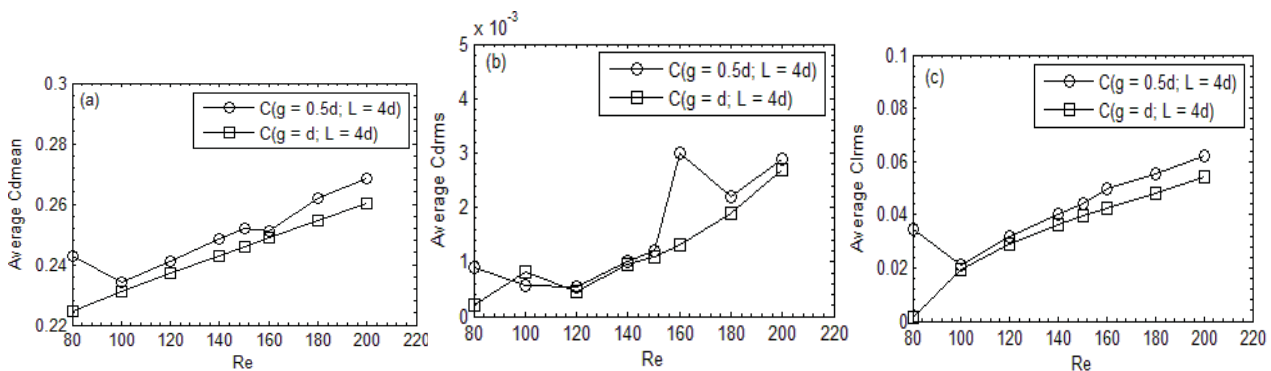 (a)
C(g = 0.5d; L = 4d)
C(g = d; L = 4d)
Average Cdmean
0.3
0.28
0.26
0.24
0.22
80 100 120 140 160 180 200 220
Re
x 10⁻³
(b)
C(g = 0.5d; L = 4d)
C(g = d; L = 4d)
Average Cdrms
5
4
3
2
1
0
80 100 120 140 160 180 200 220
Re
(c)
C(g = 0.5d; L = 4d)
C(g = d; L = 4d)
Average Clrms
0.1
0.08
0.06
0.04
0.02
0
80 100 120 140 160 180 200 220
Re